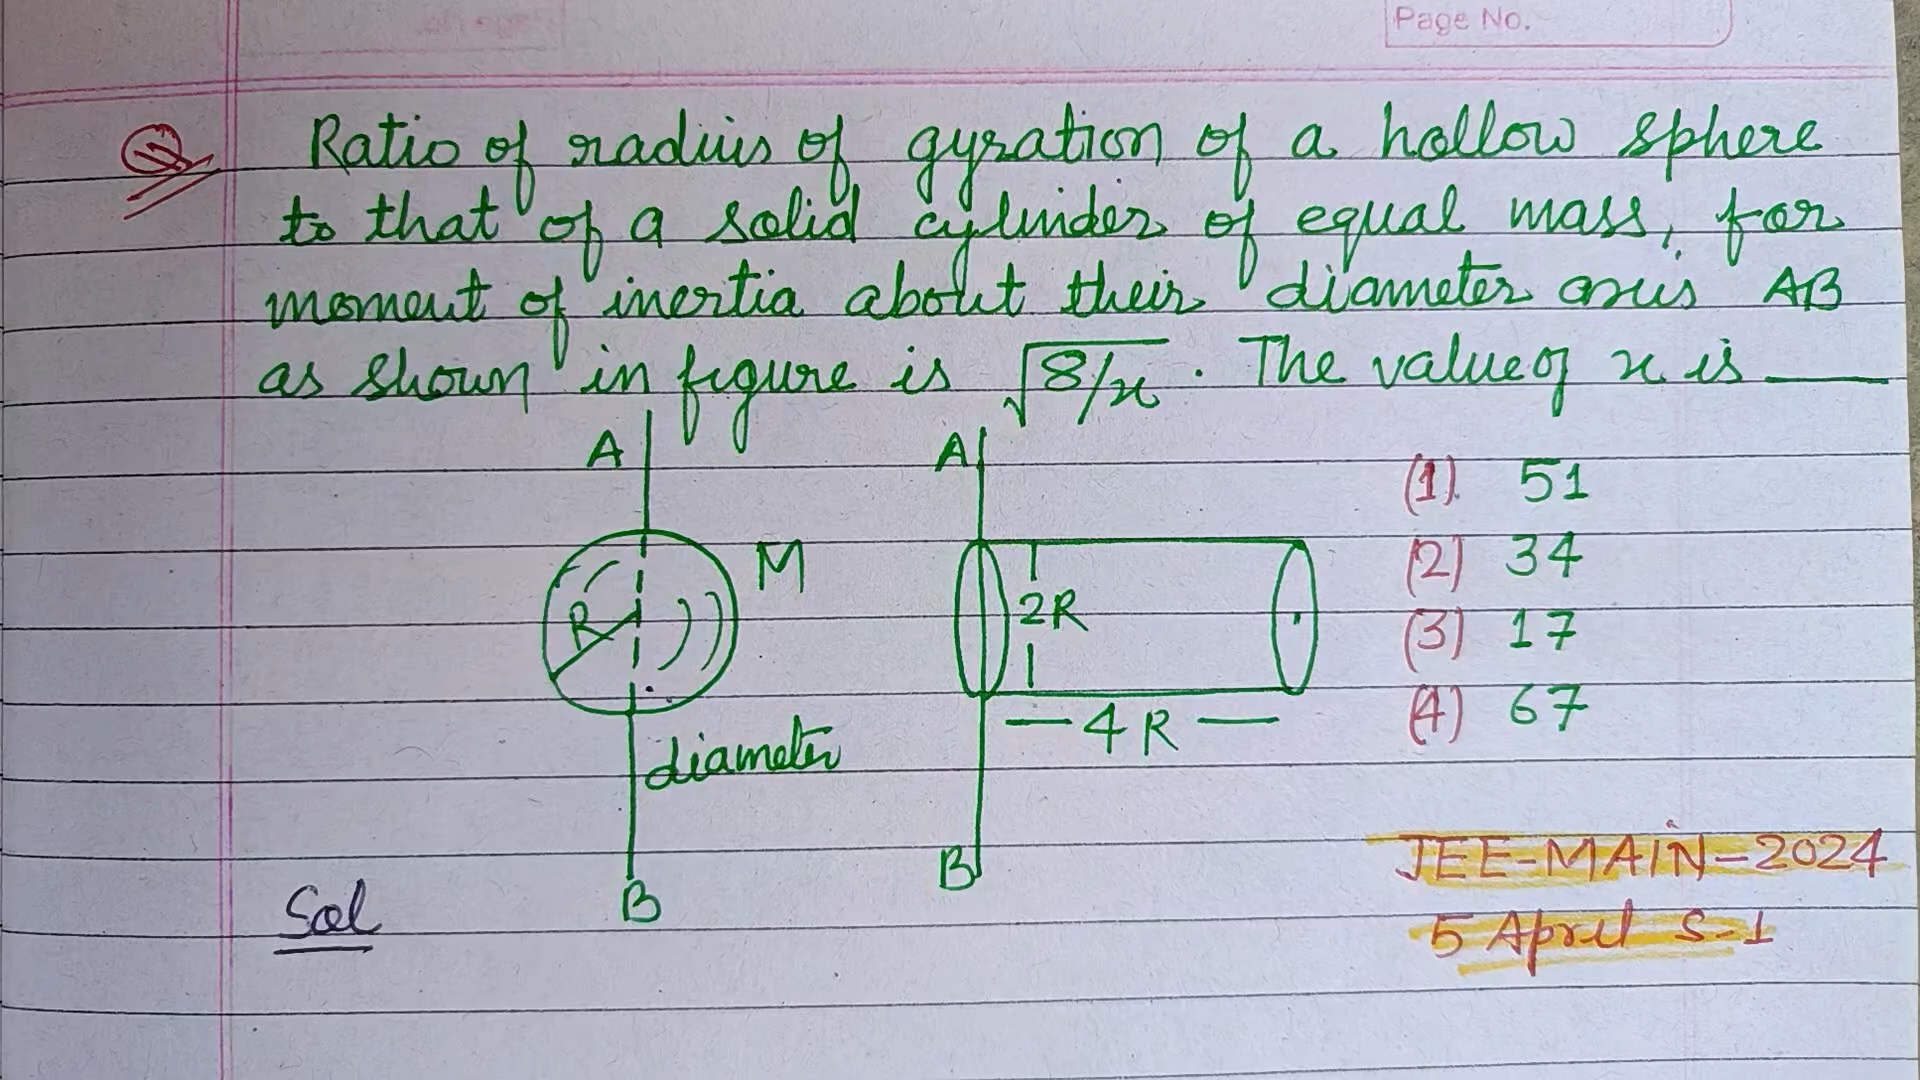 Page No.
Q Ratio of radius of gyration of a hollow sphere
to that of a solid cylinder of equal mass, for
moment of inertia about their diameter axis AB
as shown in figure is √8/x . The value of x is ____
A
A
(1) 51
M
(2) 34
R
2R
(3) 17
4R
(4) 67
diameter
B
B
JEE-MAIN-2024
Sol
5 April S-1